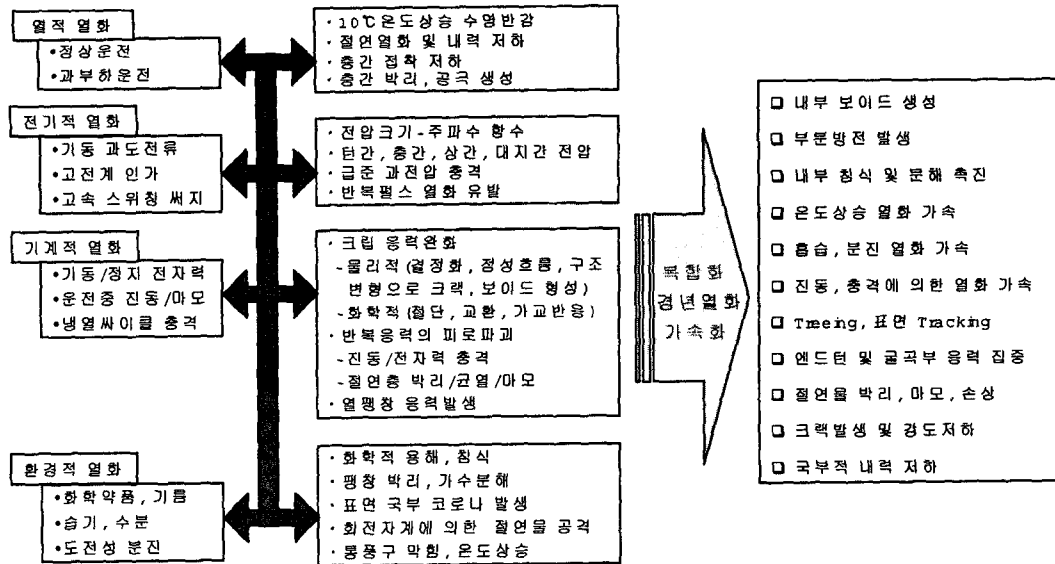 열적 열화
•정상운전
•과부하운전
· 10℃온도상승 수명반감
· 절연열화 및 내력 저하
· 층간 접착 저하
· 층간 박리, 공극 생성
전기적 열화
•기동 과도전류
•고전계 인가
•고속 스위칭 써지
· 전압크기-주파수 함수
· 턴간, 층간, 상간, 대지간 전압
· 급준 과전압 충격
· 반복펄스 열화 유발
기계적 열화
•기동/정지 전자력
•운전중 진동/마모
•냉열싸이클 충격
· 크립 응력완화
-물리적(결정화, 점성흐름, 구조
변형으로 크랙, 보이드 형성)
-화학적(절단, 교환, 가교반응)
· 반복응력의 피로파괴
-진동/전자력 충격
-절연층 박리/균열/마모
· 열팽창 응력발생
환경적 열화
•화학약품, 기름
•습기, 수분
•도전성 분진
· 화학적 용해, 침식
· 팽창 박리, 가수분해
· 표면 국부 코로나 발생
· 회전자계에 의한 절연물 공격
· 통풍구 막힘, 온도상승
복합화
경년열화
가속화
❑ 내부 보이드 생성
❑ 부분방전 발생
❑ 내부 침식 및 분해 촉진
❑ 온도상승 열화 가속
❑ 흡습, 분진 열화 가속
❑ 진동, 충격에 의한 열화 가속
❑ Treeing, 표면 Tracking
❑ 엔드턴 및 굴곡부 응력 집중
❑ 절연물 박리, 마모, 손상
❑ 크랙발생 및 강도저하
❑ 국부적 내력 저하